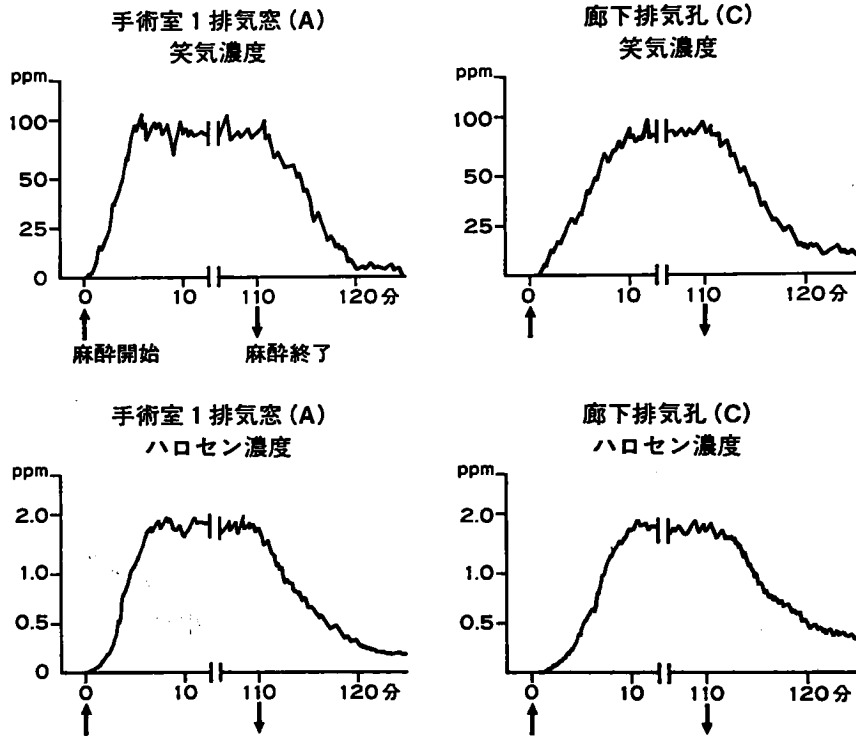 手術室1排気窓(A)
笑気濃度
ppm
100
50
25
0
0 10 110 120分
麻酔開始 麻酔終了
廊下排気孔(C)
笑気濃度
ppm
100
50
25
0 10 110 120分
手術室1排気窓(A)
ハロセン濃度
ppm
2.0
1.0
0.5
0
0 10 110 120分
廊下排気孔(C)
ハロセン濃度
ppm
2.0
1.0
0.5
0 10 110 120分